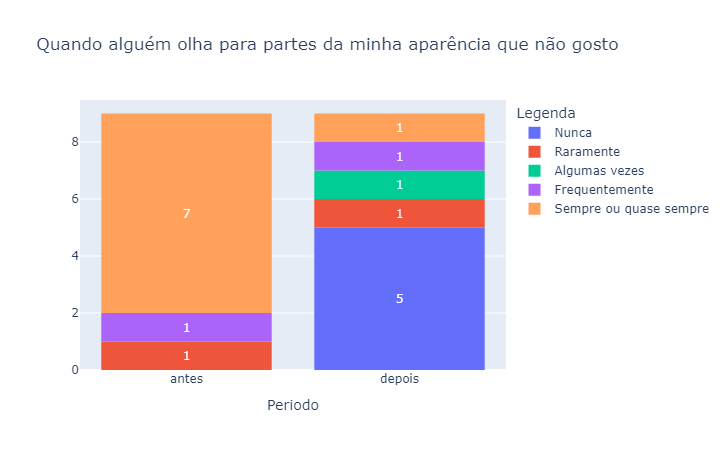 Quando alguém olha para partes da minha aparência que não gosto
Legenda
Nunca
Raramente
Algumas vezes
Frequentemente
Sempre ou quase sempre
8
6
4
2
0
7
1
1
1
1
1
1
5
antes
depois
Periodo